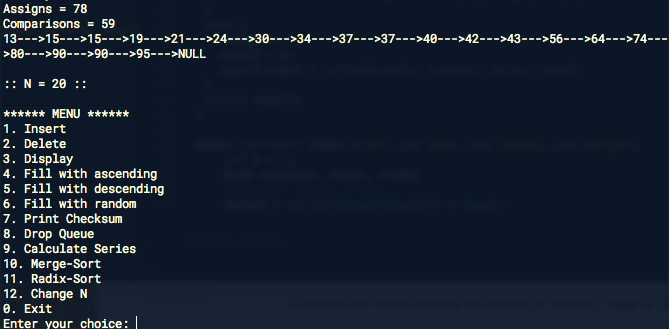 Assigns = 78
Comparisons = 59
13--->15--->15--->19--->21--->24--->30--->34--->37--->37--->40--->42--->43--->56--->64--->74---
>80--->90--->90--->95--->NULL
:: N = 20 ::
****** MENU ******
1. Insert
2. Delete
3. Display
4. Fill with ascending
5. Fill with descending
6. Fill with random
7. Print Checksum
8. Drop Queue
9. Calculate Series
10. Merge-Sort
11. Radix-Sort
12. Change N
0. Exit
Enter your choice: